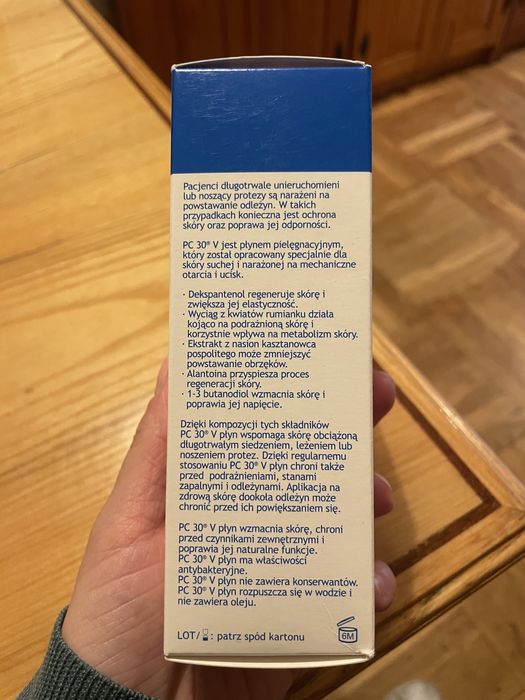 Pacjenci długotrwale unieruchomieni
lub noszący protezy są narażeni na
powstawanie odleżyn. W takich
przypadkach konieczna jest ochrona
skóry oraz poprawa jej odporności.
PC 30® V jest płynem pielęgnacyjnym,
który został opracowany specjalnie dla
skóry suchej i narażonej na mechaniczne
otarcia i ucisk.
· Dekspantenol regeneruje skórę i
zwiększa jej elastyczność.
· Wyciąg z kwiatów rumianku działa
kojąco na podrażnioną skórę i
korzystnie wpływa na metabolizm skóry.
· Ekstrakt z nasion kasztanowca
pospolitego może zmniejszyć
powstawanie obrzęków.
· Alantoina przyspiesza proces
regeneracji skóry.
· 1-3 butanodiol wzmacnia skórę i
poprawia jej napięcie.
Dzięki kompozycji tych składników
PC 30® V płyn wspomaga skórę obciążoną
długotrwałym siedzeniem, leżeniem lub
noszeniem protez. Dzięki regularnemu
stosowaniu PC 30® V płyn chroni także
przed podrażnieniami, stanami
zapalnymi i odleżynami. Aplikacja na
zdrową skórę dookoła odleżyn może
chronić przed ich powiększaniem się.
PC 30® V płyn wzmacnia skórę, chroni
przed czynnikami zewnętrznymi i
poprawia jej naturalne funkcje.
PC 30® V płyn ma właściwości
antybakteryjne.
PC 30® V płyn nie zawiera konserwantów.
PC 30® V płyn rozpuszcza się w wodzie i
nie zawiera oleju.
LOT/⌛: patrz spód kartonu
6M